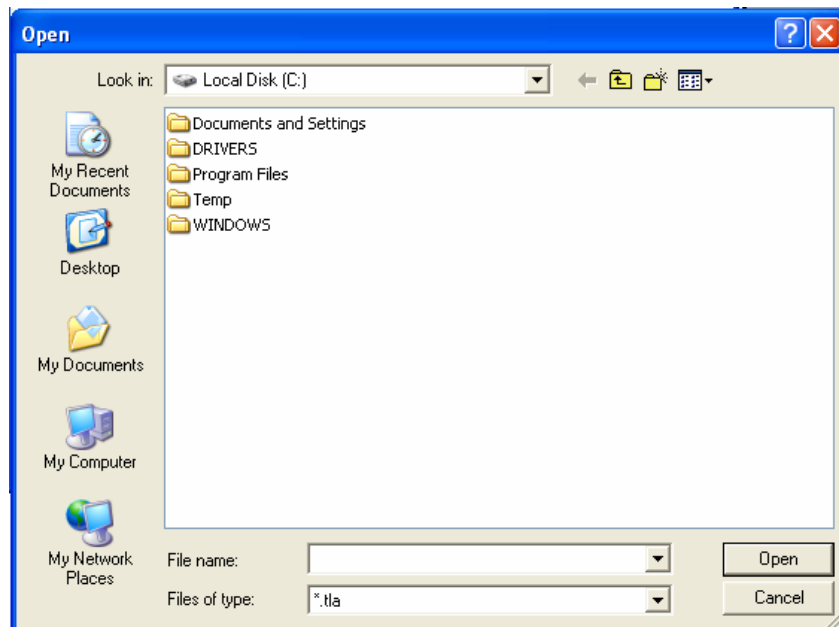 Open
Look in: Local Disk (C:)
My Recent
Documents
Desktop
My Documents
My Computer
My Network
Places
Documents and Settings
DRIVERS
Program Files
Temp
WINDOWS
File name:
Open
Files of type: *.tla
Cancel